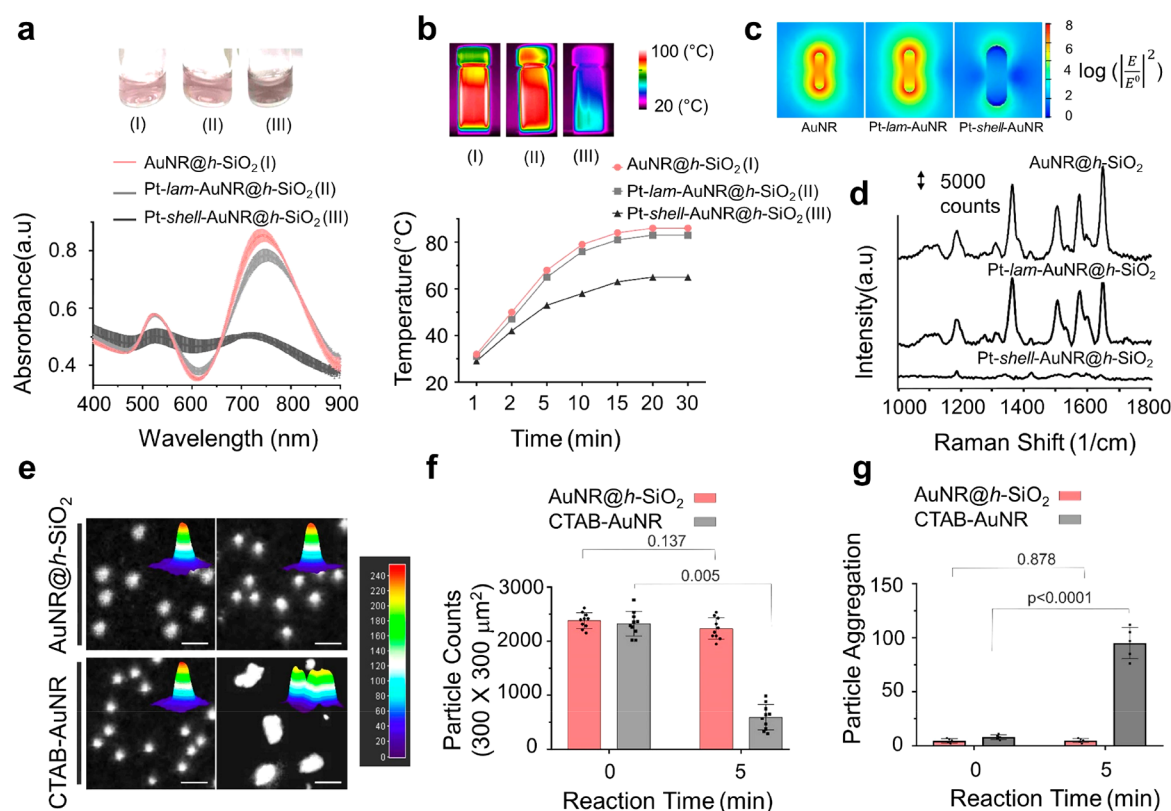 a
(I)
(II)
(III)
AuNR@h-SiO₂(I)
Pt-lam-AuNR@h-SiO₂(II)
Pt-shell-AuNR@h-SiO₂(III)
Absrorbance(a.u)
0.8
0.6
0.4
400 500 600 700 800 900
Wavelength (nm)
b
100 (°C)
20 (°C)
(I)
(II)
(III)
AuNR@h-SiO₂(I)
Pt-lam-AuNR@h-SiO₂(II)
Pt-shell-AuNR@h-SiO₂(III)
Temperature(°C)
80
60
40
20
1 2 5 10 15 20 30
Time (min)
c
AuNR
Pt-lam-AuNR
Pt-shell-AuNR
8
6
4
2
0
log (|E/E⁰|²)
d
5000
counts
AuNR@h-SiO₂
Pt-lam-AuNR@h-SiO₂
Pt-shell-AuNR@h-SiO₂
Intensity(a.u)
1000 1200 1400 1600 1800
Raman Shift (1/cm)
e
AuNR@h-SiO₂
CTAB-AuNR
240
220
200
180
160
140
120
100
80
60
40
20
0
f
AuNR@h-SiO₂
CTAB-AuNR
0.137
0.005
Particle Counts
(300 X 300 μm²)
3000
2000
1000
0
0 5
Reaction Time (min)
g
AuNR@h-SiO₂
CTAB-AuNR
0.878
p<0.0001
Particle Aggregation
150
100
50
0
0 5
Reaction Time (min)